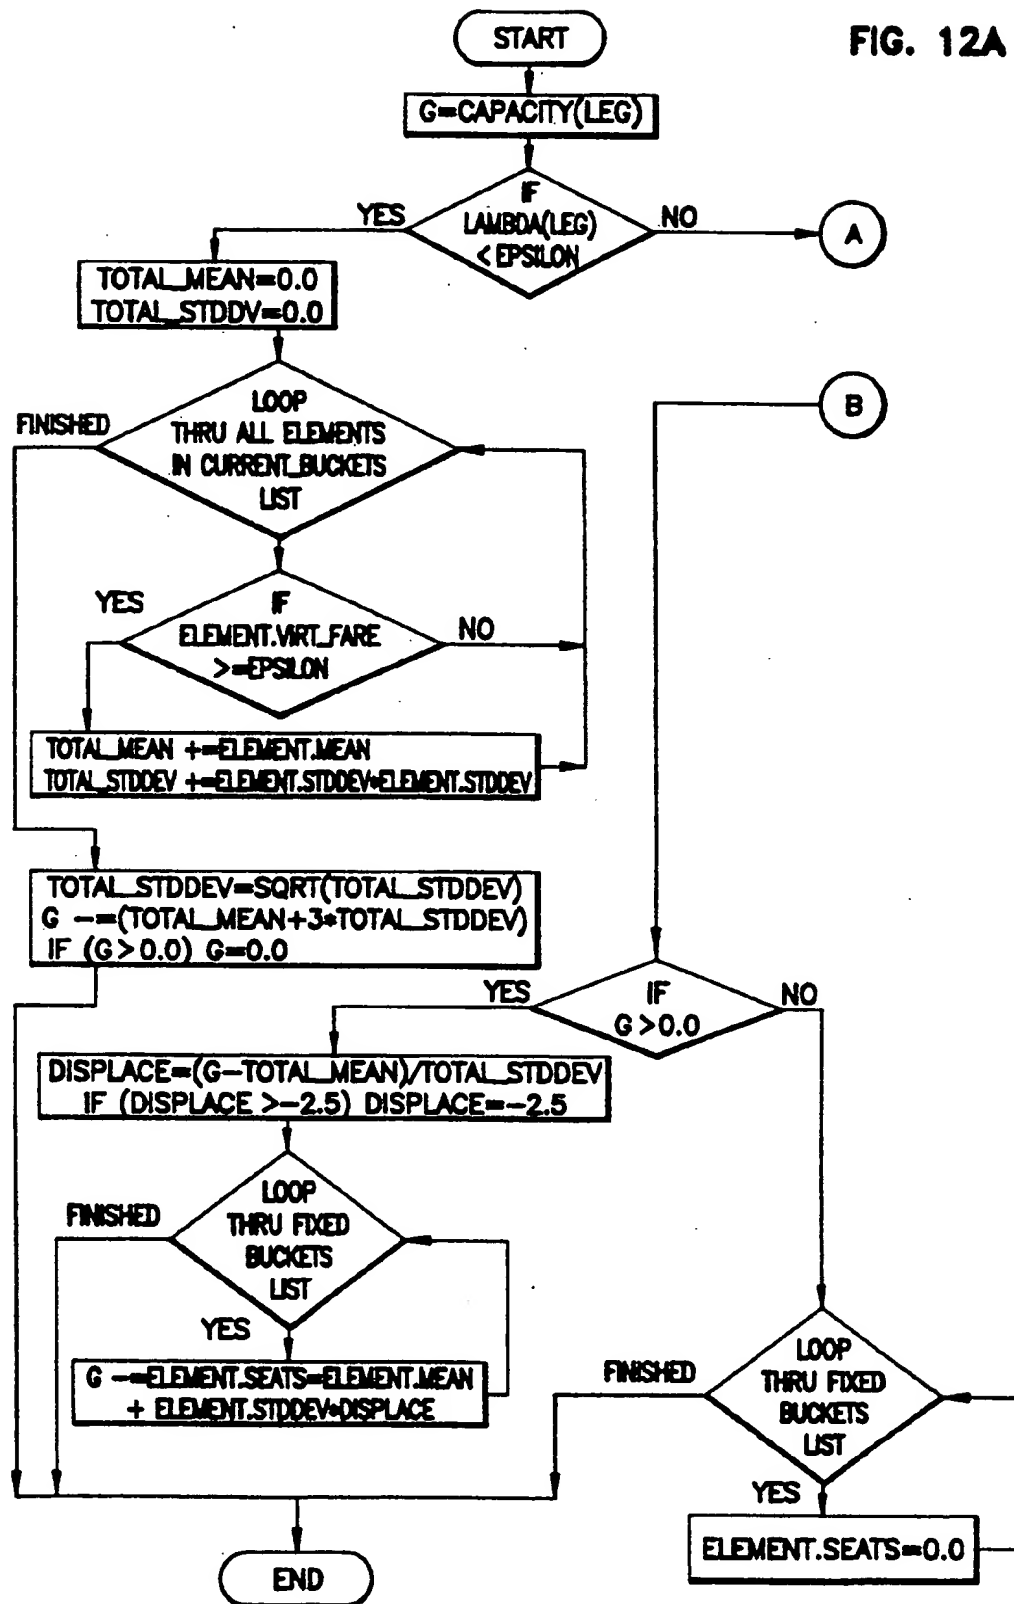 START
FIG. 12A
G=CAPACITY(LEG)
IF
LAMBDA(LEG)
< EPSILON
YES
NO
A
TOTAL_MEAN=0.0
TOTAL_STDDV=0.0
B
LOOP
THRU ALL ELEMENTS
IN CURRENT_BUCKETS
LIST
FINISHED
IF
ELEMENT.VIRT_FARE
>=EPSILON
YES
NO
TOTAL_MEAN +=ELEMENT.MEAN
TOTAL_STDDEV +=ELEMENT.STDDEV*ELEMENT.STDDEV
TOTAL_STDDEV=SQRT(TOTAL_STDDEV)
G -=(TOTAL_MEAN+3*TOTAL_STDDEV)
IF (G>0.0) G=0.0
IF
G>0.0
YES
NO
DISPLACE=(G-TOTAL_MEAN)/TOTAL_STDDEV
IF (DISPLACE >-2.5) DISPLACE=-2.5
LOOP
THRU FIXED
BUCKETS
LIST
FINISHED
YES
G -=ELEMENT.SEATS=ELEMENT.MEAN
+ ELEMENT.STDDEV*DISPLACE
LOOP
THRU FIXED
BUCKETS
LIST
FINISHED
YES
ELEMENT.SEATS=0.0
END